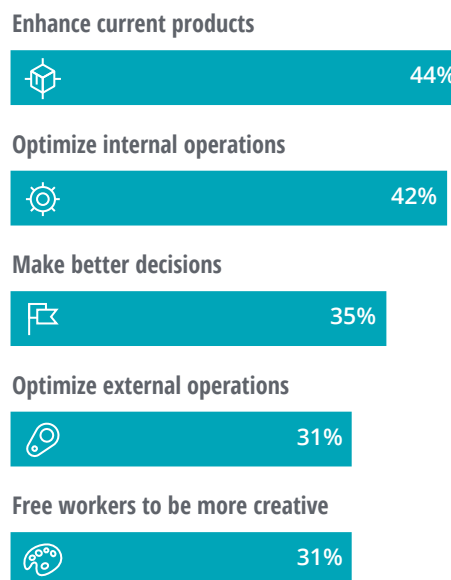 Enhance current products
44%
Optimize internal operations
42%
Make better decisions
35%
Optimize external operations
31%
Free workers to be more creative
31%